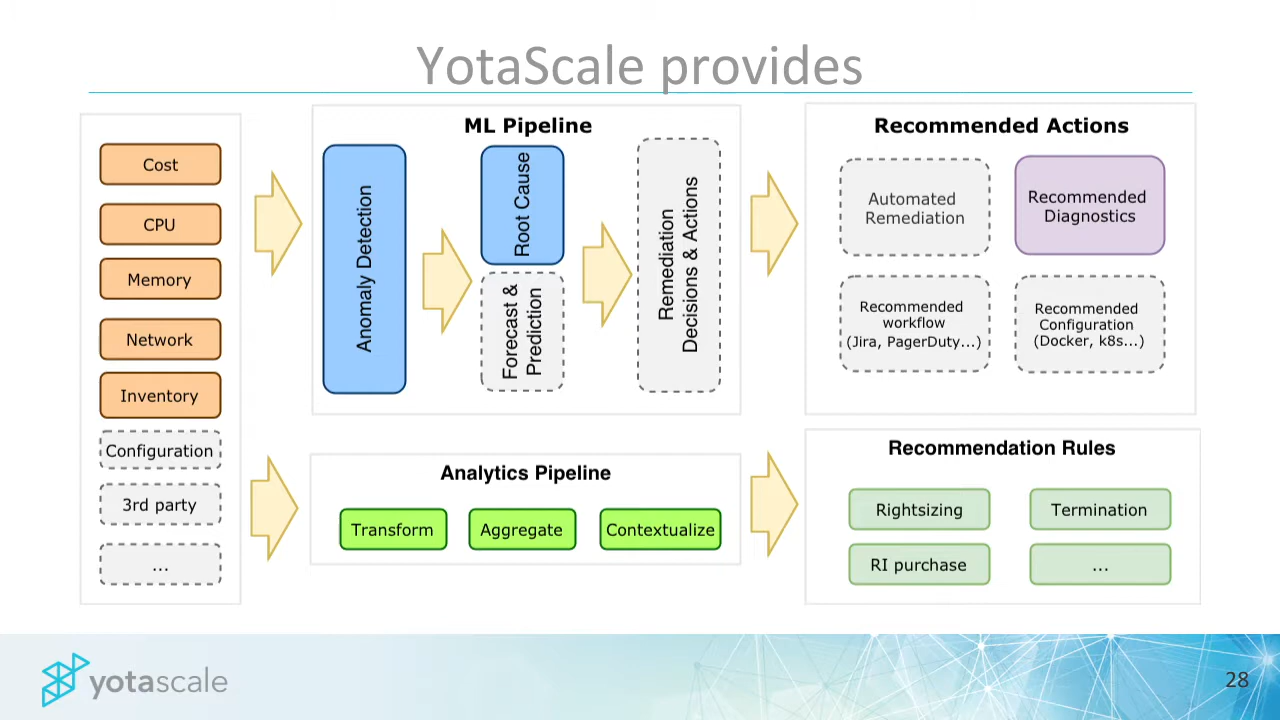 YotaScale provides
Cost
CPU
Memory
Network
Inventory
Configuration
3rd party
...
ML Pipeline
Anomaly Detection
Root Cause
Forecast &
Prediction
Remediation
Decisions & Actions
Recommended Actions
Automated
Remediation
Recommended
Diagnostics
Recommended
workflow
(Jira, PagerDuty...)
Recommended
Configuration
(Docker, k8s...)
Analytics Pipeline
Transform
Aggregate
Contextualize
Recommendation Rules
Rightsizing
Termination
RI purchase
...
yotascale
28